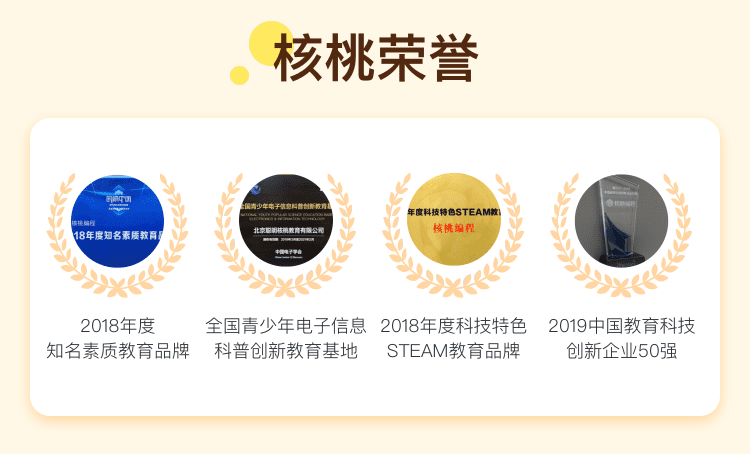 核桃荣誉
核桃编程
18年度知名素质教育品
全国青少年电子信息科普创新教育基
北京聪明核桃教育有限公司
中国电子学会
年度科技特色STEAM教育
核桃编程
2018年度
知名素质教育品牌
全国青少年电子信息
科普创新教育基地
2018年度科技特色
STEAM教育品牌
2019中国教育科技
创新企业50强